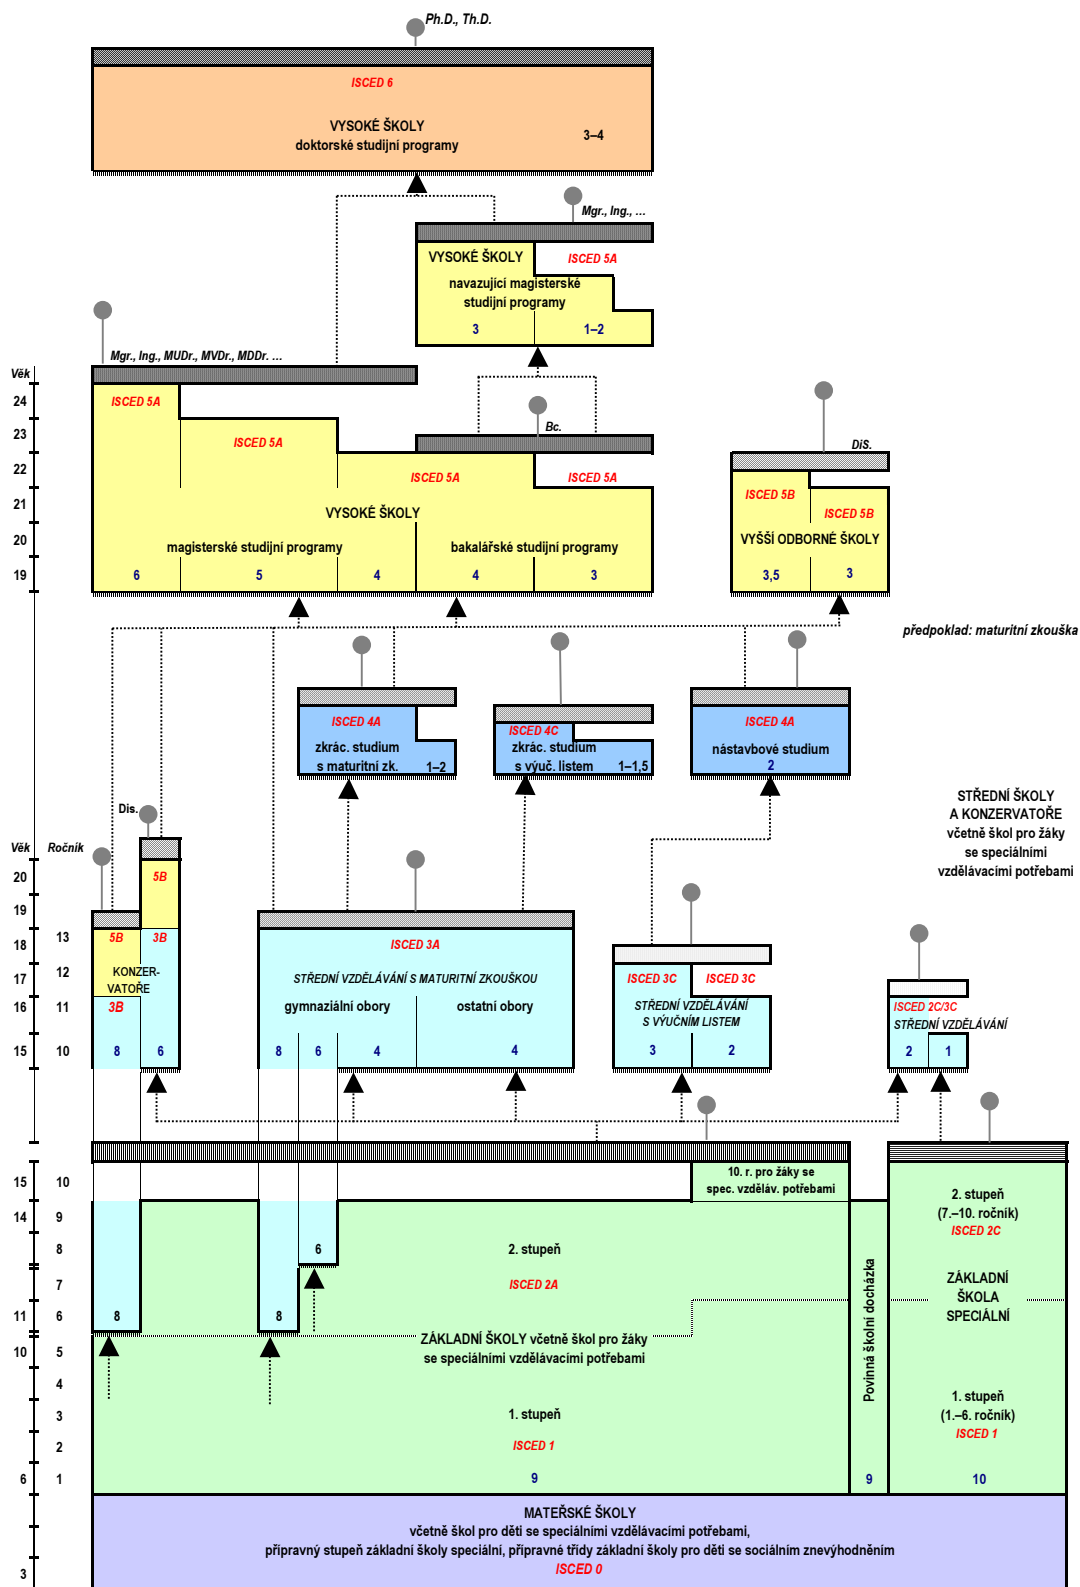 Ph.D., Th.D.
ISCED 6
VYSOKÉ ŠKOLY
doktorské studijní programy
3–4
Mgr., Ing., ...
VYSOKÉ ŠKOLY
ISCED 5A
navazující magisterské
studijní programy
3
1–2
Mgr., Ing., MUDr., MVDr., MDDr. ...
Věk
24
ISCED 5A
23
ISCED 5A
Bc.
DiS.
22
ISCED 5A
ISCED 5A
21
ISCED 5B
ISCED 5B
VYSOKÉ ŠKOLY
20
VYŠŠÍ ODBORNÉ ŠKOLY
magisterské studijní programy
bakalářské studijní programy
19
6
5
4
4
3
3,5
3
předpoklad: maturitní zkouška
ISCED 4A
zkrác. studium
s maturitní zk.
1–2
ISCED 4C
zkrác. studium
s výuč. listem
1–1,5
ISCED 4A
nástavbové studium
2
STŘEDNÍ ŠKOLY
A KONZERVATOŘE
včetně škol pro žáky
se speciálními
vzdělávacími potřebami
Dis.
Věk
Ročník
20
5B
19
18
13
5B
3B
ISCED 3A
17
12
KONZER-
VATOŘE
STŘEDNÍ VZDĚLÁVÁNÍ S MATURITNÍ ZKOUŠKOU
ISCED 3C
ISCED 3C
16
11
3B
gymnaziální obory
ostatní obory
STŘEDNÍ VZDĚLÁVÁNÍ
S VÝUČNÍM LISTEM
ISCED 2C/3C
STŘEDNÍ VZDĚLÁVÁNÍ
15
10
8
6
8
6
4
4
3
2
2
1
15
10
10. r. pro žáky se
spec. vzděláv. potřebami
14
9
2. stupeň
(7.–10. ročník)
ISCED 2C
8
6
2. stupeň
7
ISCED 2A
ZÁKLADNÍ
ŠKOLA
SPECIÁLNÍ
11
6
8
8
10
5
ZÁKLADNÍ ŠKOLY včetně škol pro žáky
se speciálními vzdělávacími potřebami
Povinná školní docházka
4
3
1. stupeň
1. stupeň
(1.–6. ročník)
ISCED 1
2
ISCED 1
6
1
9
9
10
MATEŘSKÉ ŠKOLY
včetně škol pro děti se speciálními vzdělávacími potřebami,
přípravný stupeň základní školy speciální, přípravné třídy základní školy pro děti se sociálním znevýhodněním
3
ISCED 0